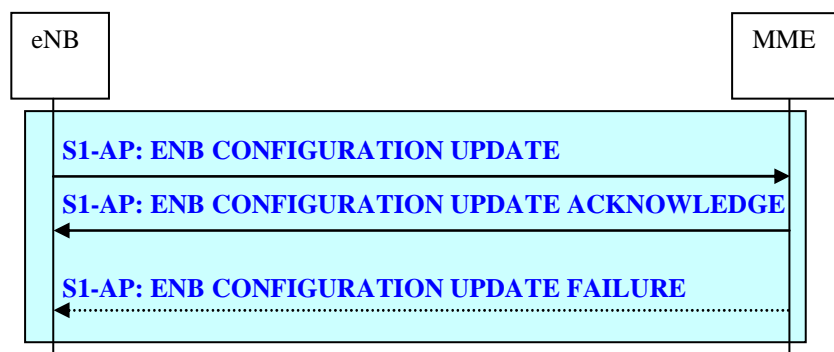 eNB
MME
S1-AP: ENB CONFIGURATION UPDATE
S1-AP: ENB CONFIGURATION UPDATE ACKNOWLEDGE
S1-AP: ENB CONFIGURATION UPDATE FAILURE